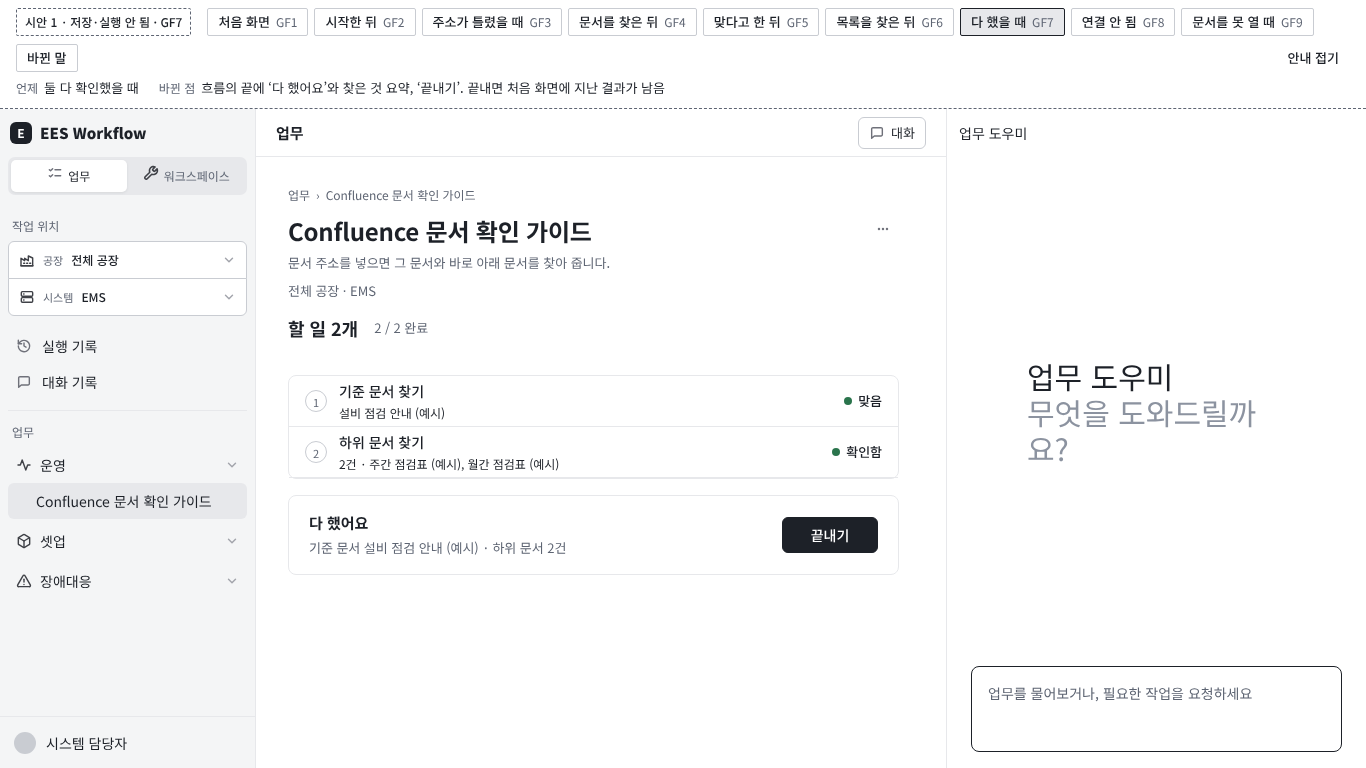 시안 1 · 저장·실행 안 됨 · GF7
처음 화면 GF1
시작한 뒤 GF2
주소가 틀렸을 때 GF3
문서를 찾은 뒤 GF4
맞다고 한 뒤 GF5
목록을 찾은 뒤 GF6
다 했을 때 GF7
연결 안 됨 GF8
문서를 못 열 때 GF9
바뀐 말
안내 접기
언제 둘 다 확인했을 때 바뀐 점 흐름의 끝에 ‘다 했어요’와 찾은 것 요약, ‘끝내기’. 끝내면 처음 화면에 지난 결과가 남음
E EES Workflow
업무
워크스페이스
작업 위치
공장 전체 공장
시스템 EMS
실행 기록
대화 기록
업무
운영
Confluence 문서 확인 가이드
셋업
장애대응
시스템 담당자
업무
대화
업무 › Confluence 문서 확인 가이드
Confluence 문서 확인 가이드
...
문서 주소를 넣으면 그 문서와 바로 아래 문서를 찾아 줍니다.
전체 공장 · EMS
할 일 2개 2 / 2 완료
1 기준 문서 찾기
설비 점검 안내 (예시)
맞음
2 하위 문서 찾기
2건 · 주간 점검표 (예시), 월간 점검표 (예시)
확인함
다 했어요
기준 문서 설비 점검 안내 (예시) · 하위 문서 2건
끝내기
업무 도우미
업무 도우미
무엇을 도와드릴까
요?
업무를 물어보거나, 필요한 작업을 요청하세요